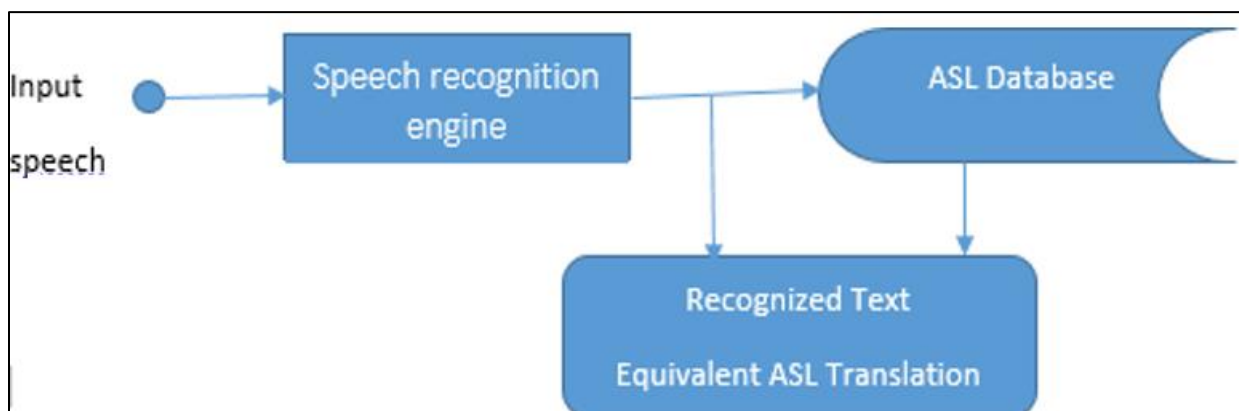 Input
speech
Speech recognition
engine
ASL Database
Recognized Text
Equivalent ASL Translation